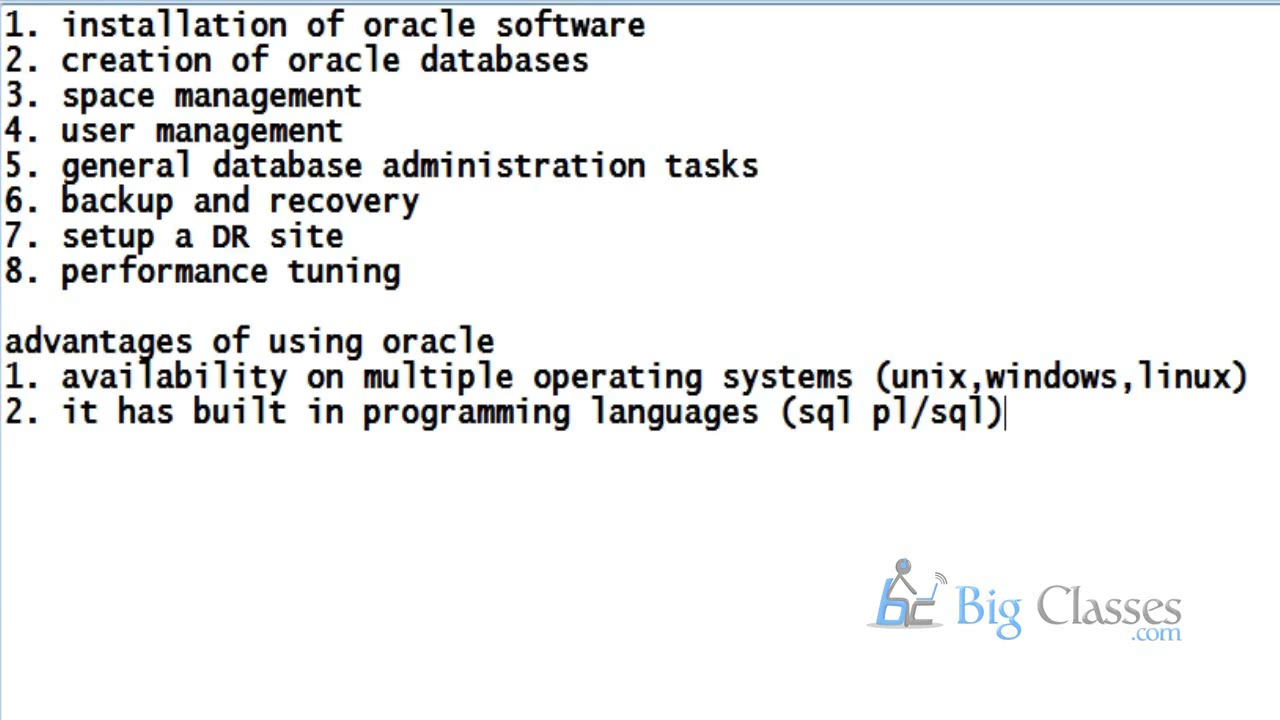 1. installation of oracle software
2. creation of oracle databases
3. space management
4. user management
5. general database administration tasks
6. backup and recovery
7. setup a DR site
8. performance tuning
advantages of using oracle
1. availability on multiple operating systems (unix,windows,linux)
2. it has built in programming languages (sql pl/sql)
bc Big Classes
.com